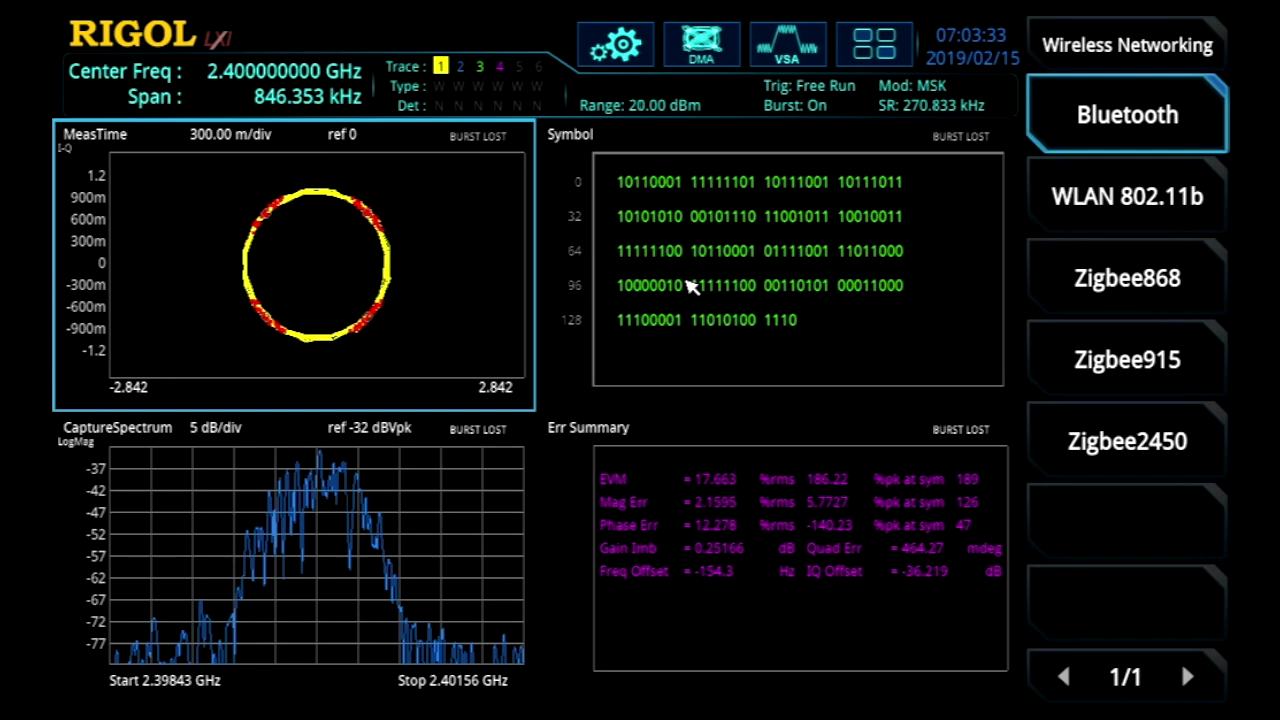 RIGOL LXI
Center Freq : 2.400000000 GHz
Span : 846.353 kHz
Trace : 1 2 3 4 5 6
Type : W W W W W W
Det : N N N N N N
DMA
VSA
07:03:33
2019/02/15
Range: 20.00 dBm
Trig: Free Run
Burst: On
Mod: MSK
SR: 270.833 kHz
MeasTime 300.00 m/div ref 0 BURST LOST
I-Q
1.2
900m
600m
300m
0
-300m
-600m
-900m
-1.2
-2.842 2.842
Symbol BURST LOST
0 10110001 11111101 10111001 10111011
32 10101010 00101110 11001011 10010011
64 11111100 10110001 01111001 11011000
96 10000010 1111100 00110101 00011000
128 11100001 11010100 1110
CaptureSpectrum 5 dB/div ref -32 dBVpk BURST LOST
LogMag
-37
-42
-47
-52
-57
-62
-67
-72
-77
Start 2.39843 GHz Stop 2.40156 GHz
Err Summary BURST LOST
EVM = 17.663 %rms 186.22 %pk at sym 189
Mag Err = 2.1595 %rms 5.7727 %pk at sym 126
Phase Err = 12.278 %rms -140.23 %pk at sym 47
Gain Imb = 0.25166 dB Quad Err = 464.27 mdeg
Freq Offset = -154.3 Hz IQ Offset = -36.219 dB
Wireless Networking
Bluetooth
WLAN 802.11b
Zigbee868
Zigbee915
Zigbee2450
1/1